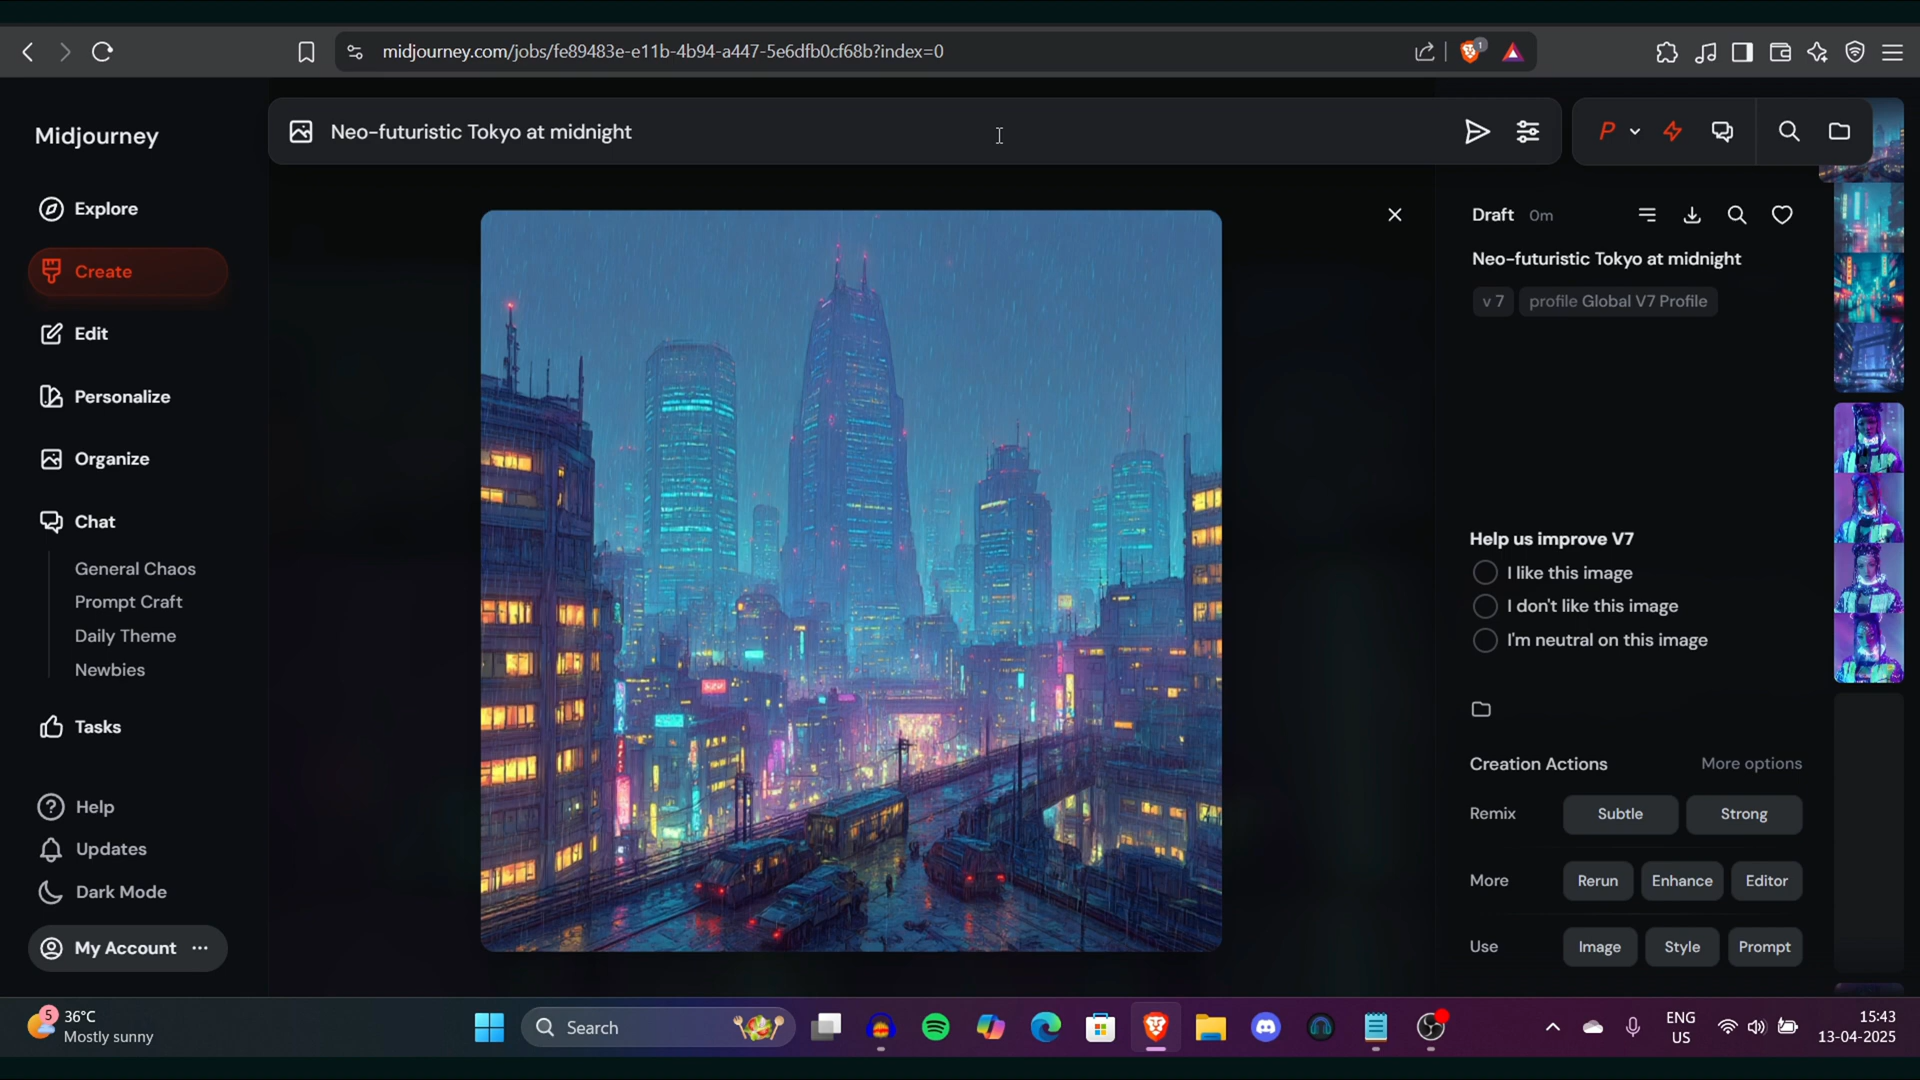 midjourney.com/jobs/fe89483e-e11b-4b94-a447-5e6dfb0cf68b?index=0
1
Midjourney
Neo-futuristic Tokyo at midnight
P
Explore
Create
Edit
Personalize
Organize
Chat
General Chaos
Prompt Craft
Daily Theme
Newbies
Tasks
Help
Updates
Dark Mode
My Account
Draft 0m
Neo-futuristic Tokyo at midnight
v 7 profile Global V7 Profile
Help us improve V7
I like this image
I don't like this image
I'm neutral on this image
Creation Actions More options
Remix Subtle Strong
More Rerun Enhance Editor
Use Image Style Prompt
5
36°C
Mostly sunny
Search
ENG
US
15:43
13-04-2025